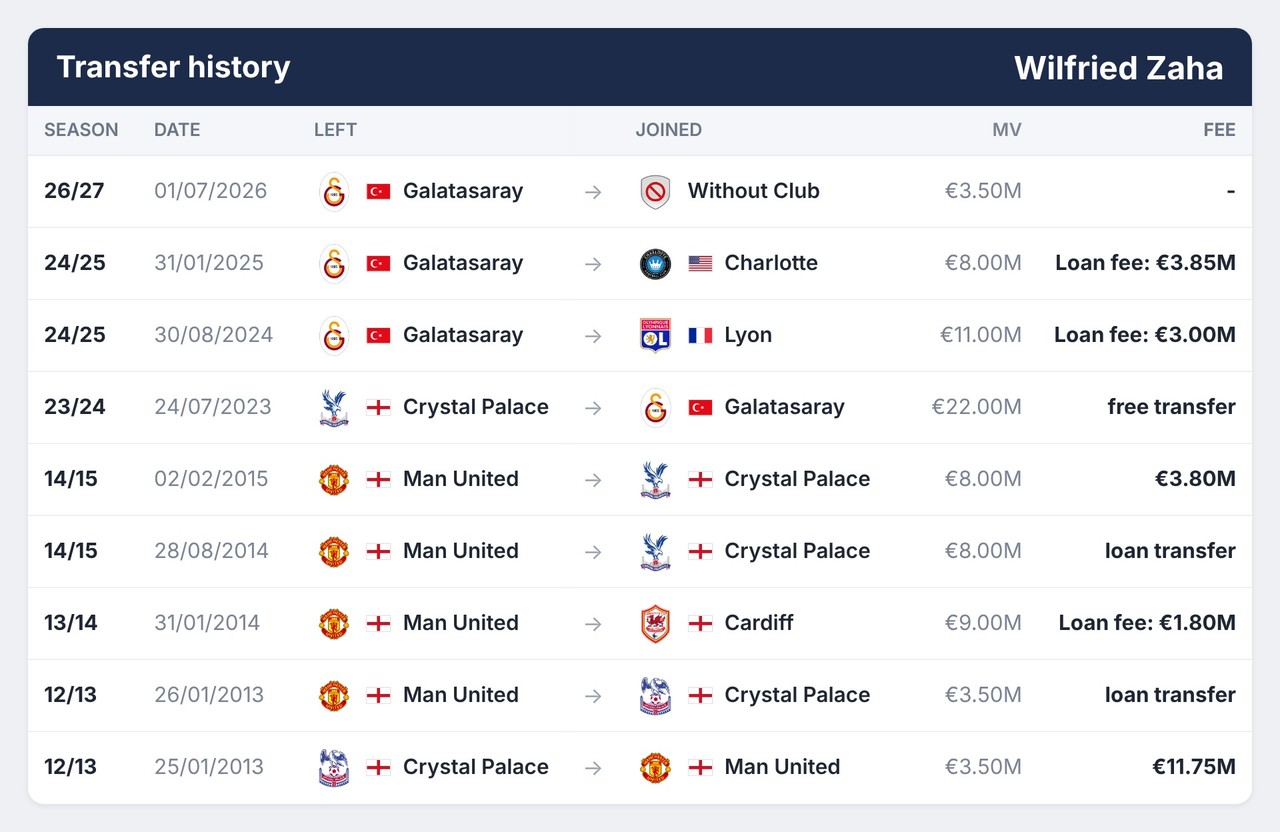 Transfer history Wilfried Zaha
SEASON DATE LEFT JOINED MV FEE
26/27 01/07/2026 Galatasaray → Without Club €3.50M -
24/25 31/01/2025 Galatasaray → Charlotte €8.00M Loan fee: €3.85M
24/25 30/08/2024 Galatasaray → Lyon €11.00M Loan fee: €3.00M
23/24 24/07/2023 Crystal Palace → Galatasaray €22.00M free transfer
14/15 02/02/2015 Man United → Crystal Palace €8.00M €3.80M
14/15 28/08/2014 Man United → Crystal Palace €8.00M loan transfer
13/14 31/01/2014 Man United → Cardiff €9.00M Loan fee: €1.80M
12/13 26/01/2013 Man United → Crystal Palace €3.50M loan transfer
12/13 25/01/2013 Crystal Palace → Man United €3.50M €11.75M